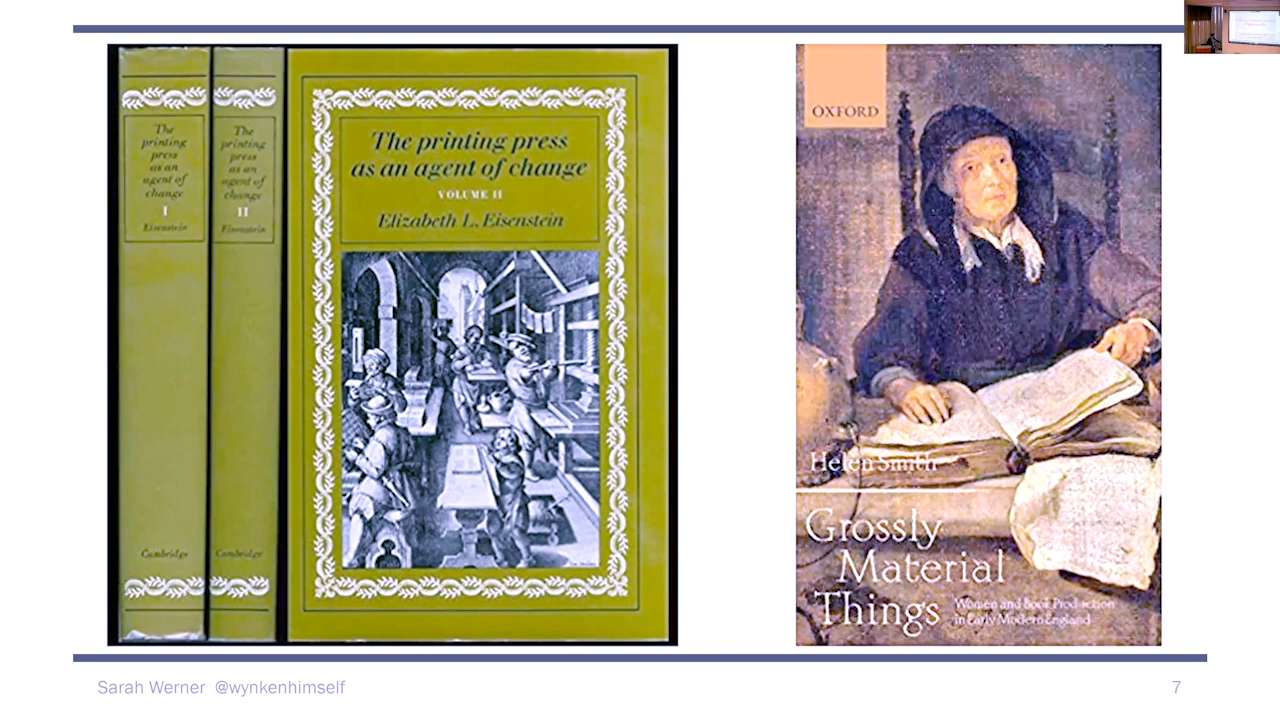 The
printing
press
as an
agent of
change
I
Eisenstein
Cambridge
The
printing
press
as an
agent of
change
II
Eisenstein
Cambridge
The printing press
as an agent of change
VOLUME II
Elizabeth L. Eisenstein
OXFORD
Helen Smith
Grossly
Material
Things
Women and Book Production
in Early Modern England
Sarah Werner @wynkenhimself
7